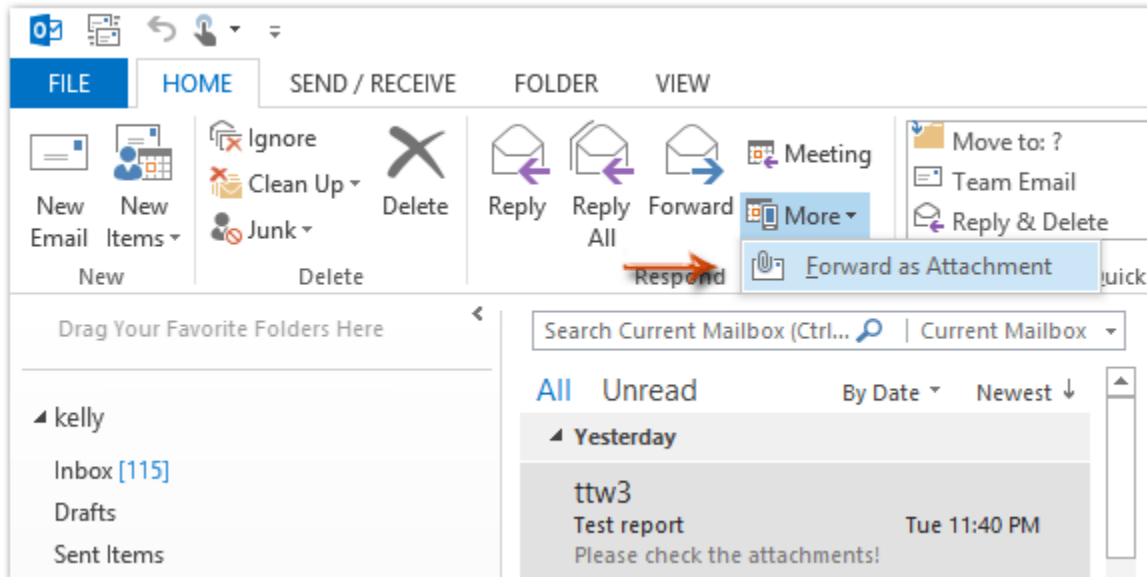 FILE HOME SEND / RECEIVE FOLDER VIEW
New Email
New Items
New
Ignore
Clean Up
Junk
Delete
Delete
Reply
Reply All
Forward
Meeting
More
Respond
Forward as Attachment
Move to: ?
Team Email
Reply & Delete
Drag Your Favorite Folders Here
kelly
Inbox [115]
Drafts
Sent Items
Search Current Mailbox (Ctrl... Current Mailbox
All Unread By Date Newest
Yesterday
ttw3
Test report Tue 11:40 PM
Please check the attachments!